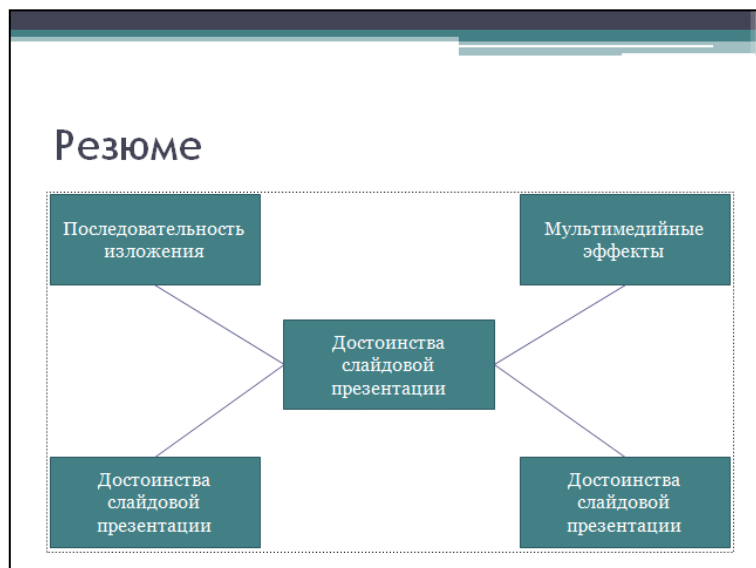 Резюме
Последовательность
изложения
Мультимедийные
эффекты
Достоинства
слайдовой
презентации
Достоинства
слайдовой
презентации
Достоинства
слайдовой
презентации